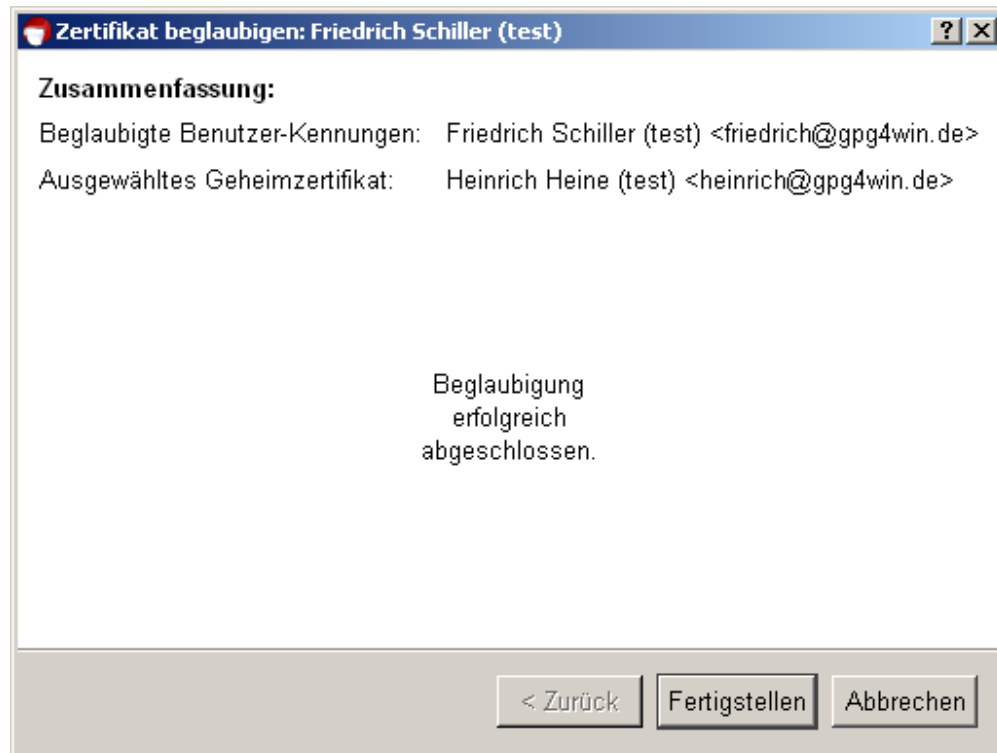 Zertifikat beglaubigen: Friedrich Schiller (test)
Zusammenfassung:
Beglaubigte Benutzer-Kennungen: Friedrich Schiller (test) <friedrich@gpg4win.de>
Ausgewähltes Geheimzertifikat: Heinrich Heine (test) <heinrich@gpg4win.de>
Beglaubigung
erfolgreich
abgeschlossen.
< Zurück Fertigstellen Abbrechen